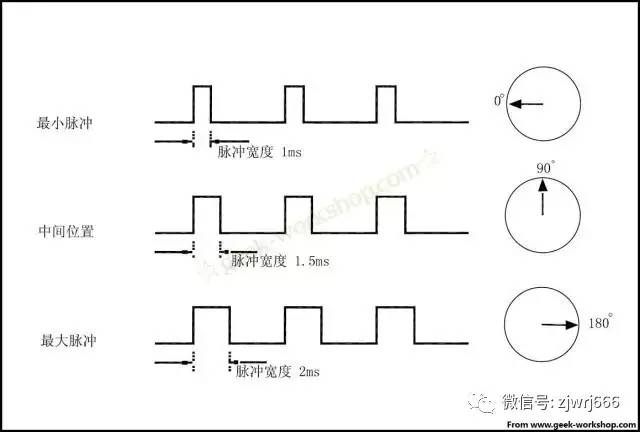 0°
最小脉冲
脉冲宽度 1ms
90°
中间位置
脉冲宽度 1.5ms
180°
最大脉冲
脉冲宽度 2ms
☆geek-workshop.com☆
微信号: zjwrj666
From www.geek-workshop.com